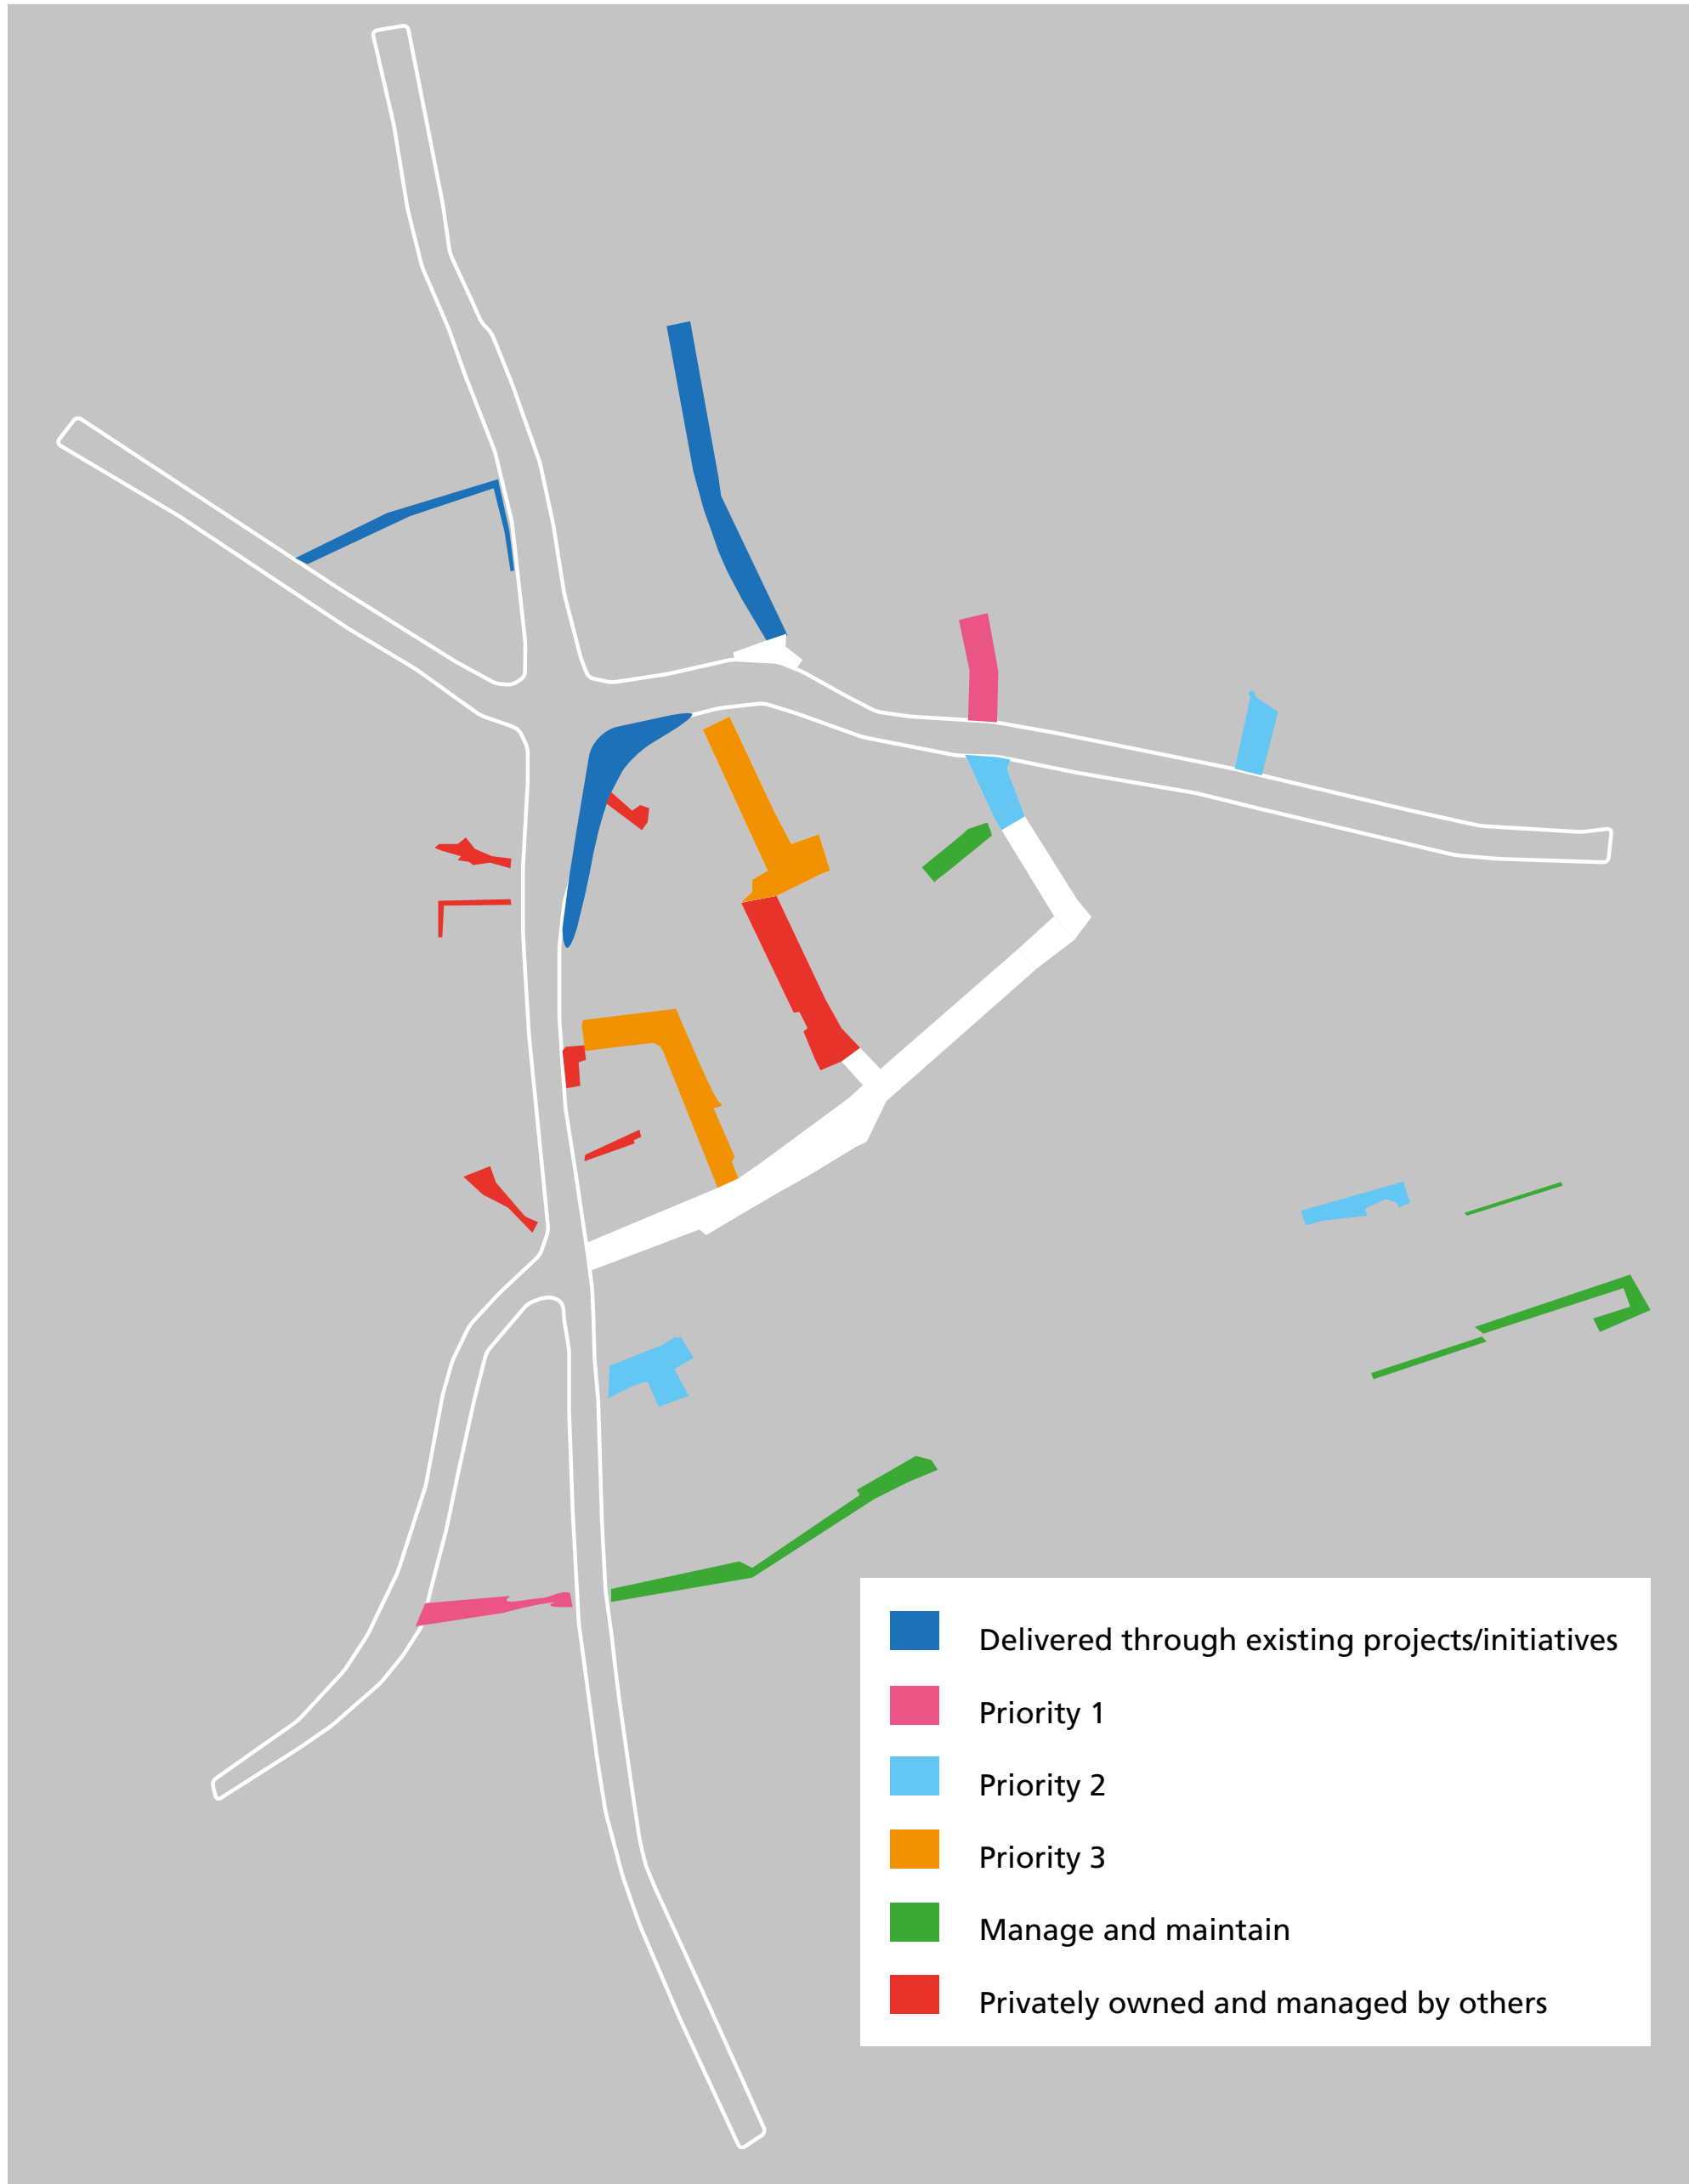 Delivered through existing projects/initiatives
Priority 1
Priority 2
Priority 3
Manage and maintain
Privately owned and managed by others